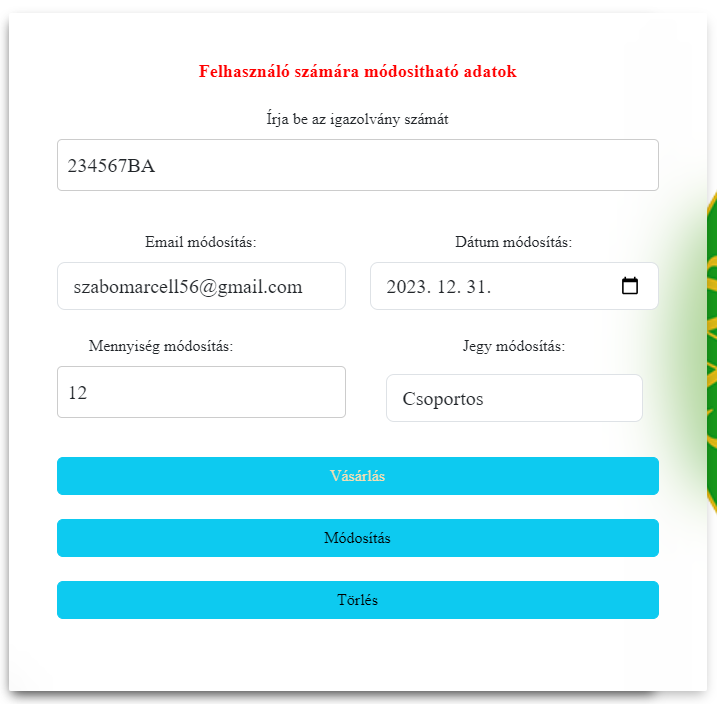 Felhasználó számára módositható adatok
Írja be az igazolvány számát
234567BA
Email módosítás:
Dátum módosítás:
szabomarcell56@gmail.com
2023. 12. 31.
Mennyiség módosítás:
Jegy módosítás:
12
Csoportos
Vásárlás
Módosítás
Törlés